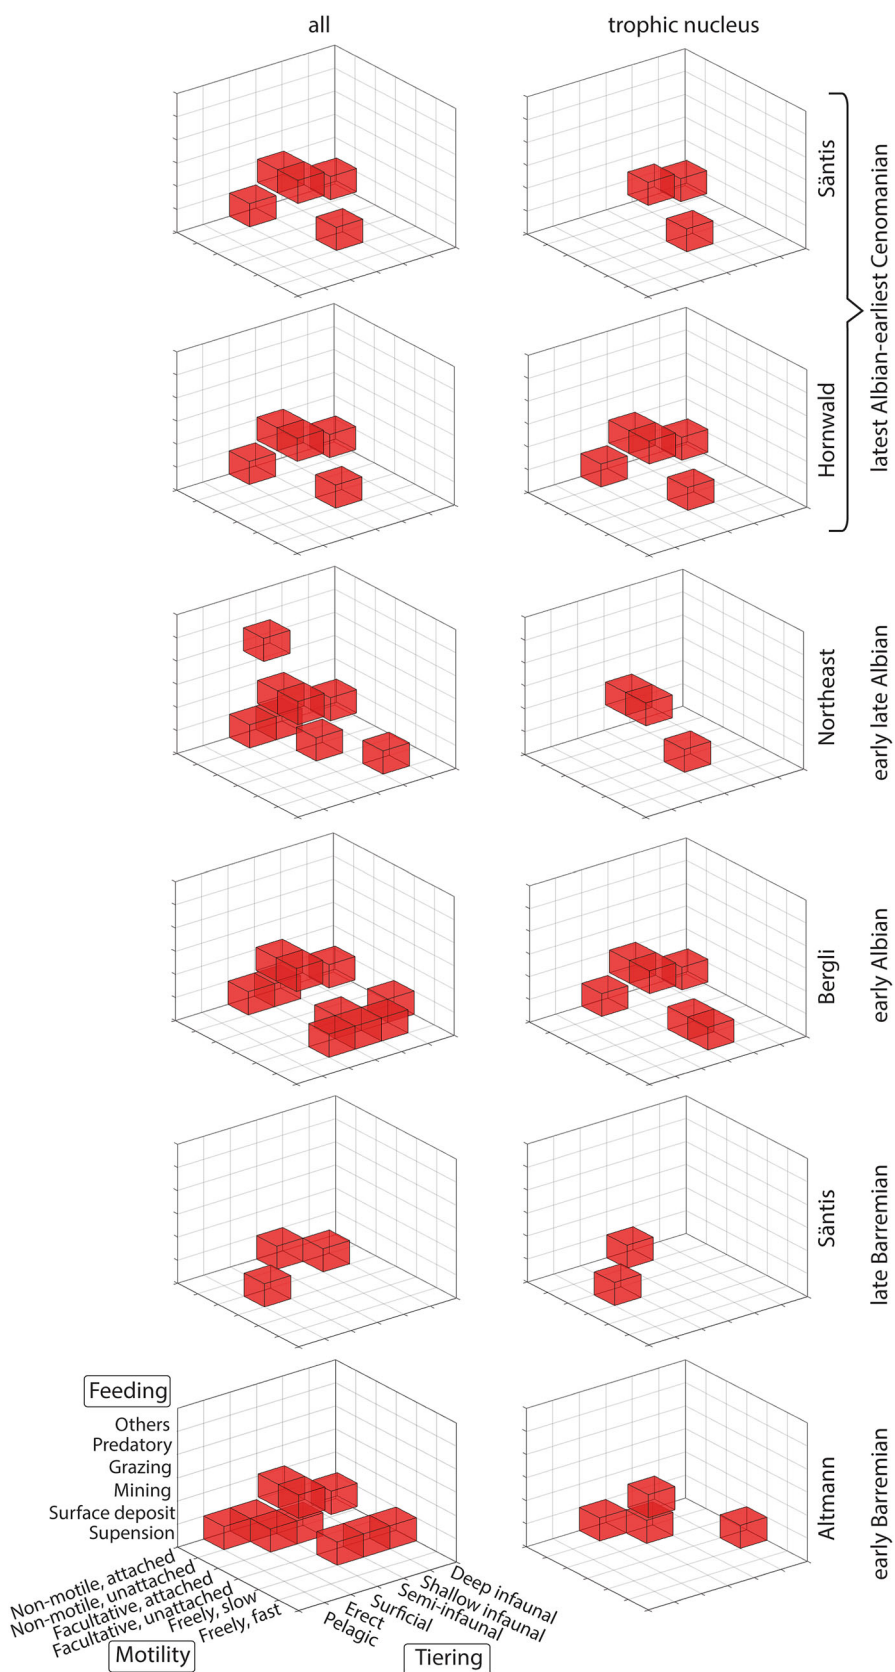 all
trophic nucleus
Säntis
latest Albian-earliest Cenomanian
Hornwald
Northeast
early late Albian
Bergli
early Albian
Säntis
late Barremian
Altmann
early Barremian
Feeding
Others
Predatory
Grazing
Mining
Surface deposit
Supension
Non-motile, attached
Non-motile, unattached
Facultative, attached
Facultative, unattached
Freely, slow
Freely, fast
Motility
Pelagic
Erect
Surficial
Semi-infaunal
Shallow infaunal
Deep infaunal
Tiering